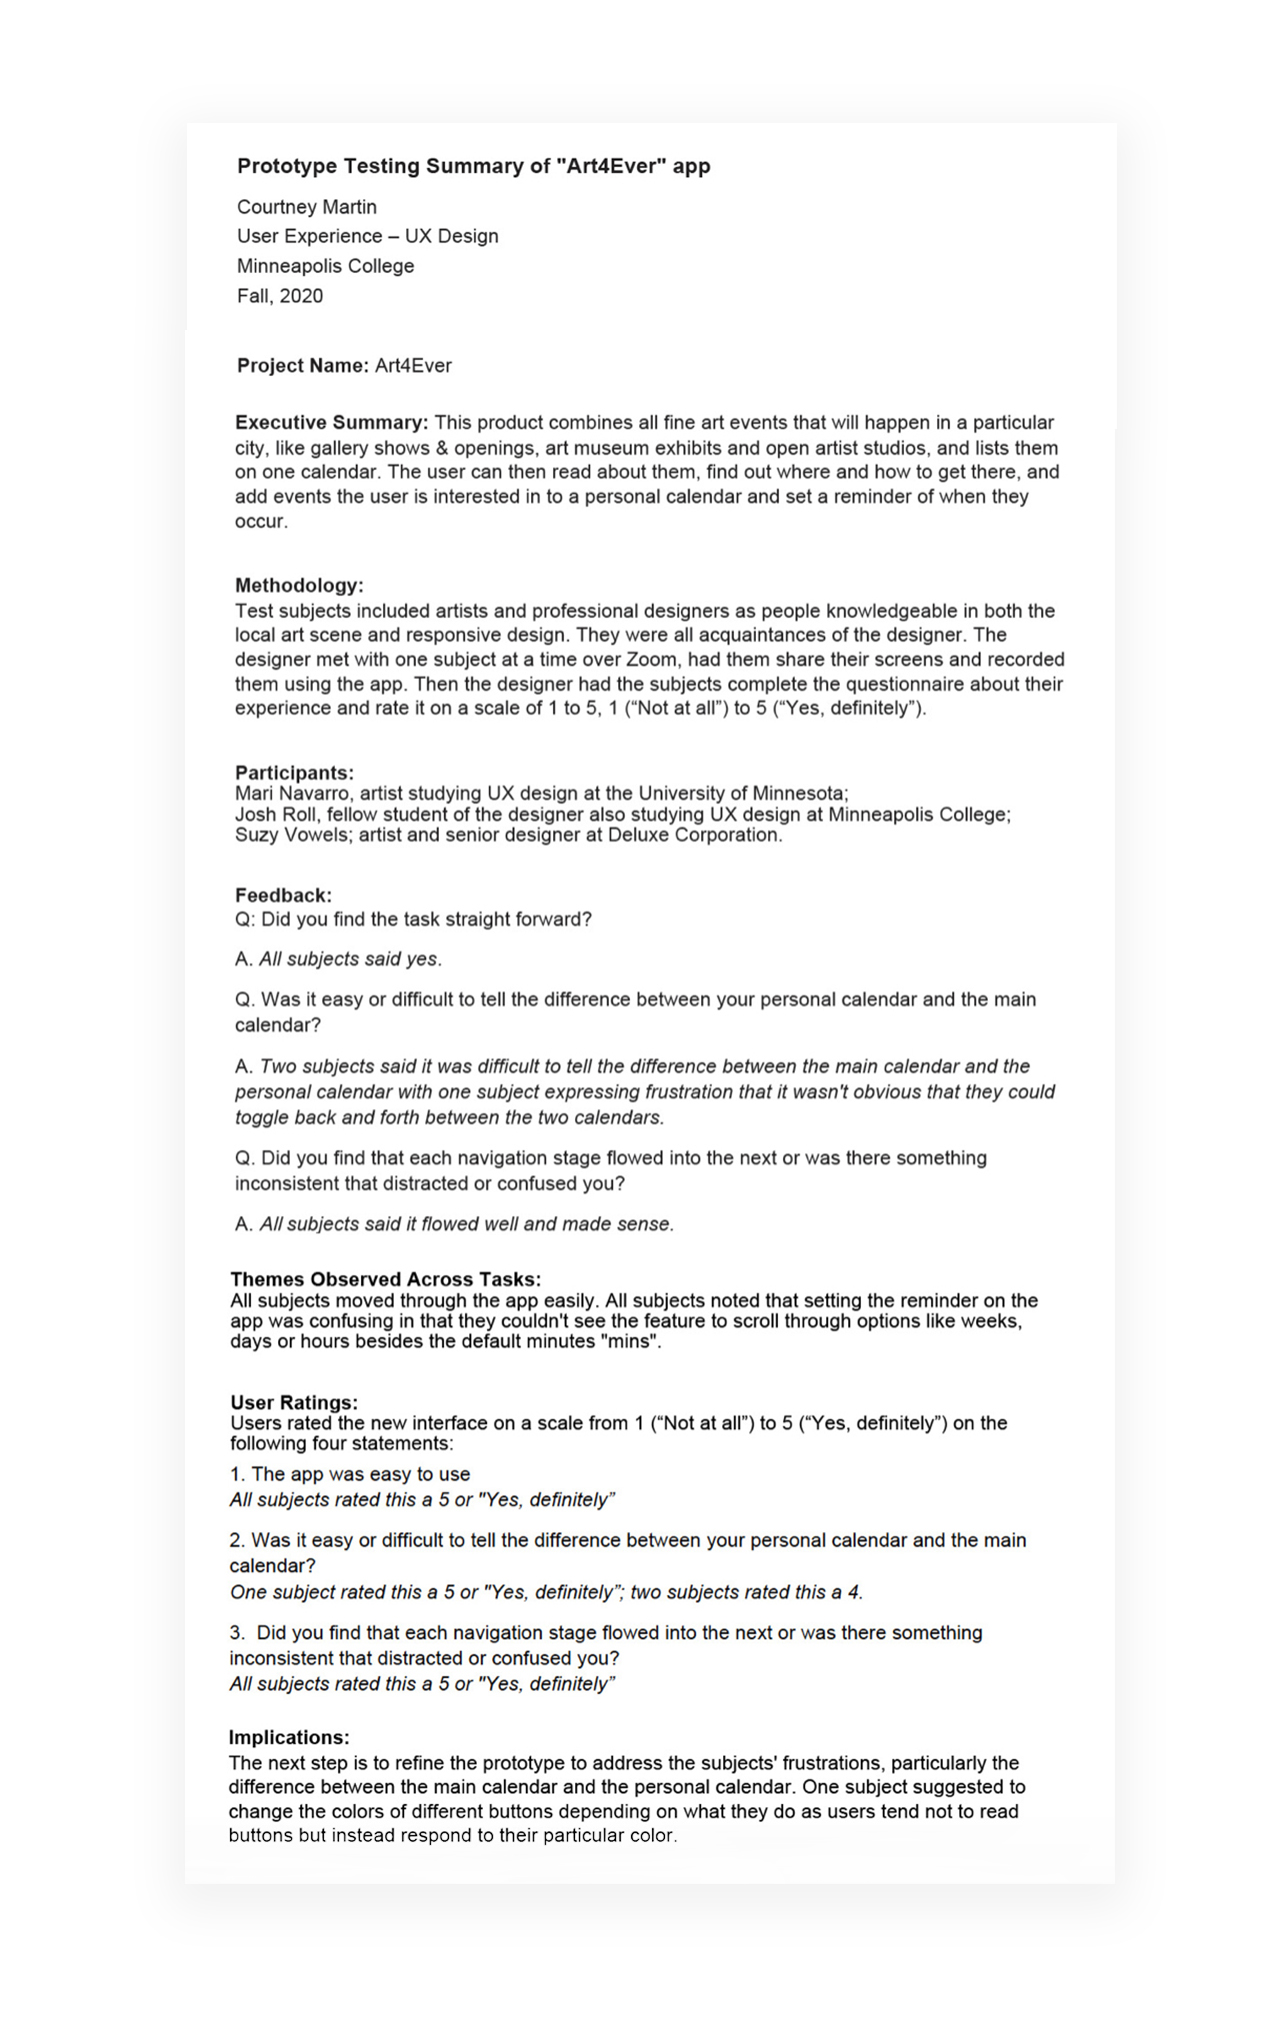 Prototype Testing Summary of "Art4Ever" app
Courtney Martin
User Experience – UX Design
Minneapolis College
Fall, 2020
Project Name: Art4Ever
Executive Summary: This product combines all fine art events that will happen in a particular
city, like gallery shows & openings, art museum exhibits and open artist studios, and lists them
on one calendar. The user can then read about them, find out where and how to get there, and
add events the user is interested in to a personal calendar and set a reminder of when they
occur.
Methodology:
Test subjects included artists and professional designers as people knowledgeable in both the
local art scene and responsive design. They were all acquaintances of the designer. The
designer met with one subject at a time over Zoom, had them share their screens and recorded
them using the app. Then the designer had the subjects complete the questionnaire about their
experience and rate it on a scale of 1 to 5, 1 (“Not at all”) to 5 (“Yes, definitely”).
Participants:
Mari Navarro, artist studying UX design at the University of Minnesota;
Josh Roll, fellow student of the designer also studying UX design at Minneapolis College;
Suzy Vowels; artist and senior designer at Deluxe Corporation.
Feedback:
Q: Did you find the task straight forward?
A. All subjects said yes.
Q. Was it easy or difficult to tell the difference between your personal calendar and the main
calendar?
A. Two subjects said it was difficult to tell the difference between the main calendar and the
personal calendar with one subject expressing frustration that it wasn't obvious that they could
toggle back and forth between the two calendars.
Q. Did you find that each navigation stage flowed into the next or was there something
inconsistent that distracted or confused you?
A. All subjects said it flowed well and made sense.
Themes Observed Across Tasks:
All subjects moved through the app easily. All subjects noted that setting the reminder on the
app was confusing in that they couldn't see the feature to scroll through options like weeks,
days or hours besides the default minutes "mins".
User Ratings:
Users rated the new interface on a scale from 1 (“Not at all”) to 5 (“Yes, definitely”) on the
following four statements:
1. The app was easy to use
All subjects rated this a 5 or "Yes, definitely”
2. Was it easy or difficult to tell the difference between your personal calendar and the main
calendar?
One subject rated this a 5 or "Yes, definitely”; two subjects rated this a 4.
3.  Did you find that each navigation stage flowed into the next or was there something
inconsistent that distracted or confused you?
All subjects rated this a 5 or "Yes, definitely”
Implications:
The next step is to refine the prototype to address the subjects' frustrations, particularly the
difference between the main calendar and the personal calendar. One subject suggested to
change the colors of different buttons depending on what they do as users tend not to read
buttons but instead respond to their particular color.